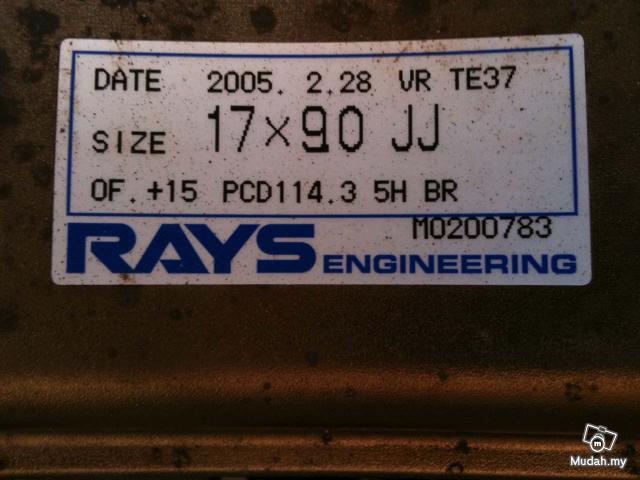 DATE 2005. 2.28 VR TE37
SIZE 17×9.0 JJ
OF.+15 PCD114.3 5H BR
M0200783
RAYS ENGINEERING
Mudah.my